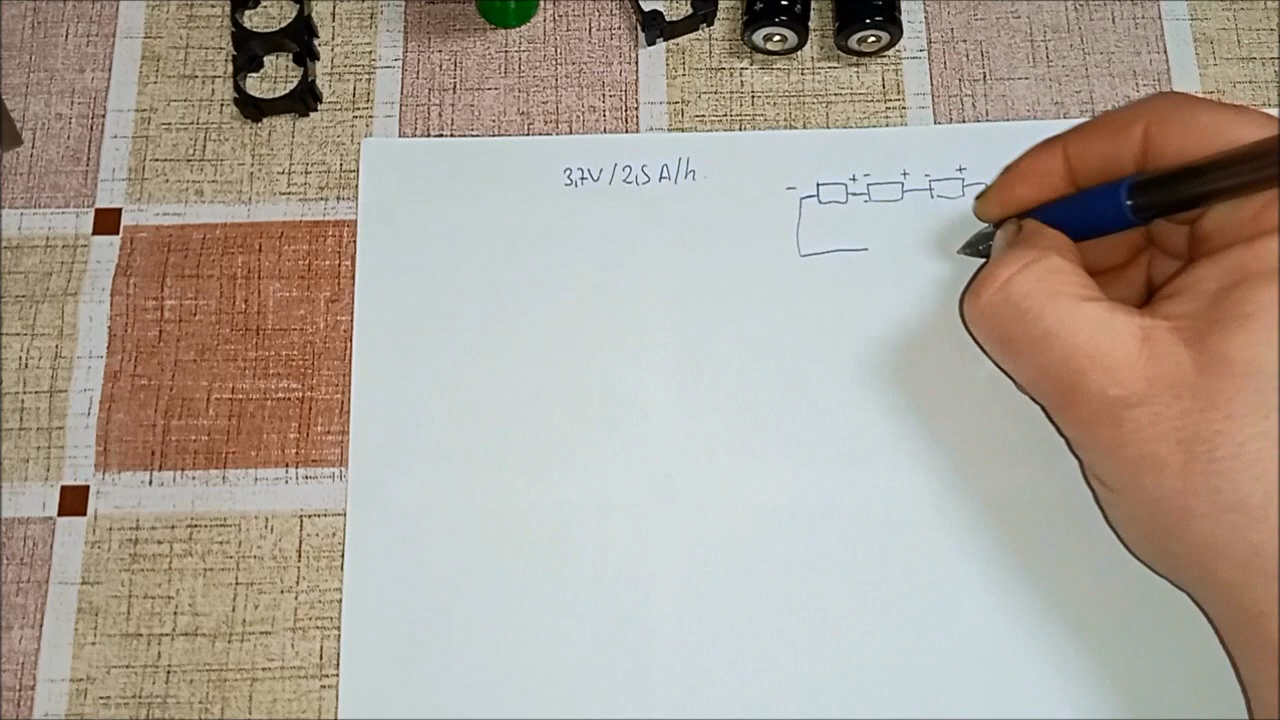 3,7V/2,5 A/h.
- + - + - +